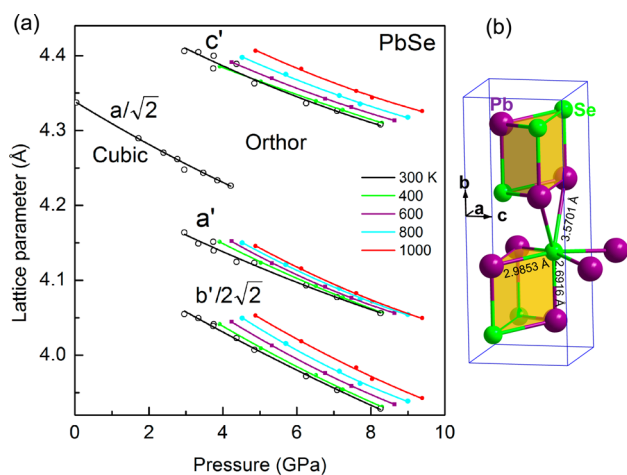 (a)
PbSe
c'
a/√2
Cubic
Orthor
300 K
400
600
800
1000
a'
b'/2√2
4.4
4.3
4.2
4.1
4.0
Lattice parameter (Å)
0 2 4 6 8 10
Pressure (GPa)
(b)
Pb
Se
b
a
c
3.5701 Å
2.9853 Å
2.6916 Å